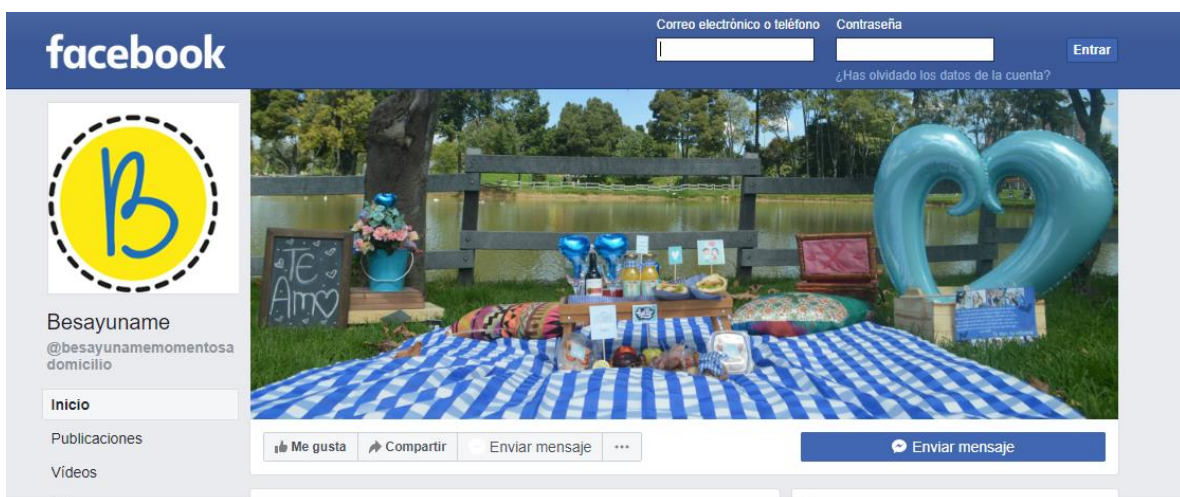 Correo electrónico o teléfono
Contraseña
facebook
Entrar
¿Has olvidado los datos de la cuenta?
B
TE
AMO
Besayuname
@besayunamemomentosa
domicilio
Inicio
Publicaciones
Vídeos
Me gusta
Compartir
Enviar mensaje
Enviar mensaje